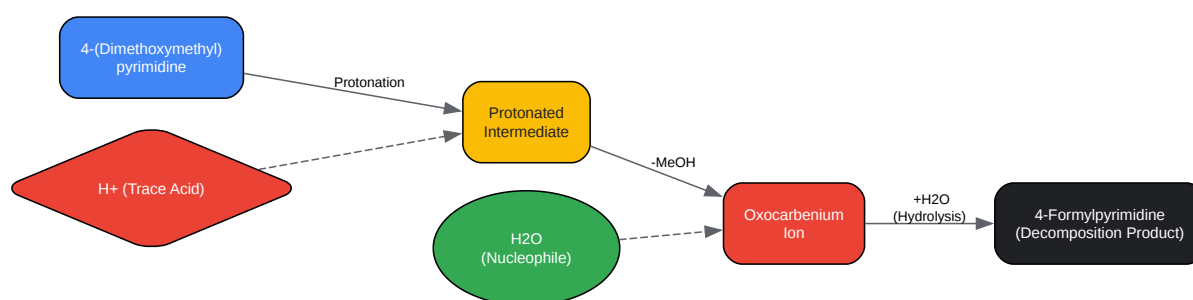 4-(Dimethoxymethyl)
pyrimidine
Protonation
H+ (Trace Acid)
Protonated
Intermediate
-MeOH
H2O
(Nucleophile)
Oxocarbenium
Ion
+H2O
(Hydrolysis)
4-Formylpyrimidine
(Decomposition Product)